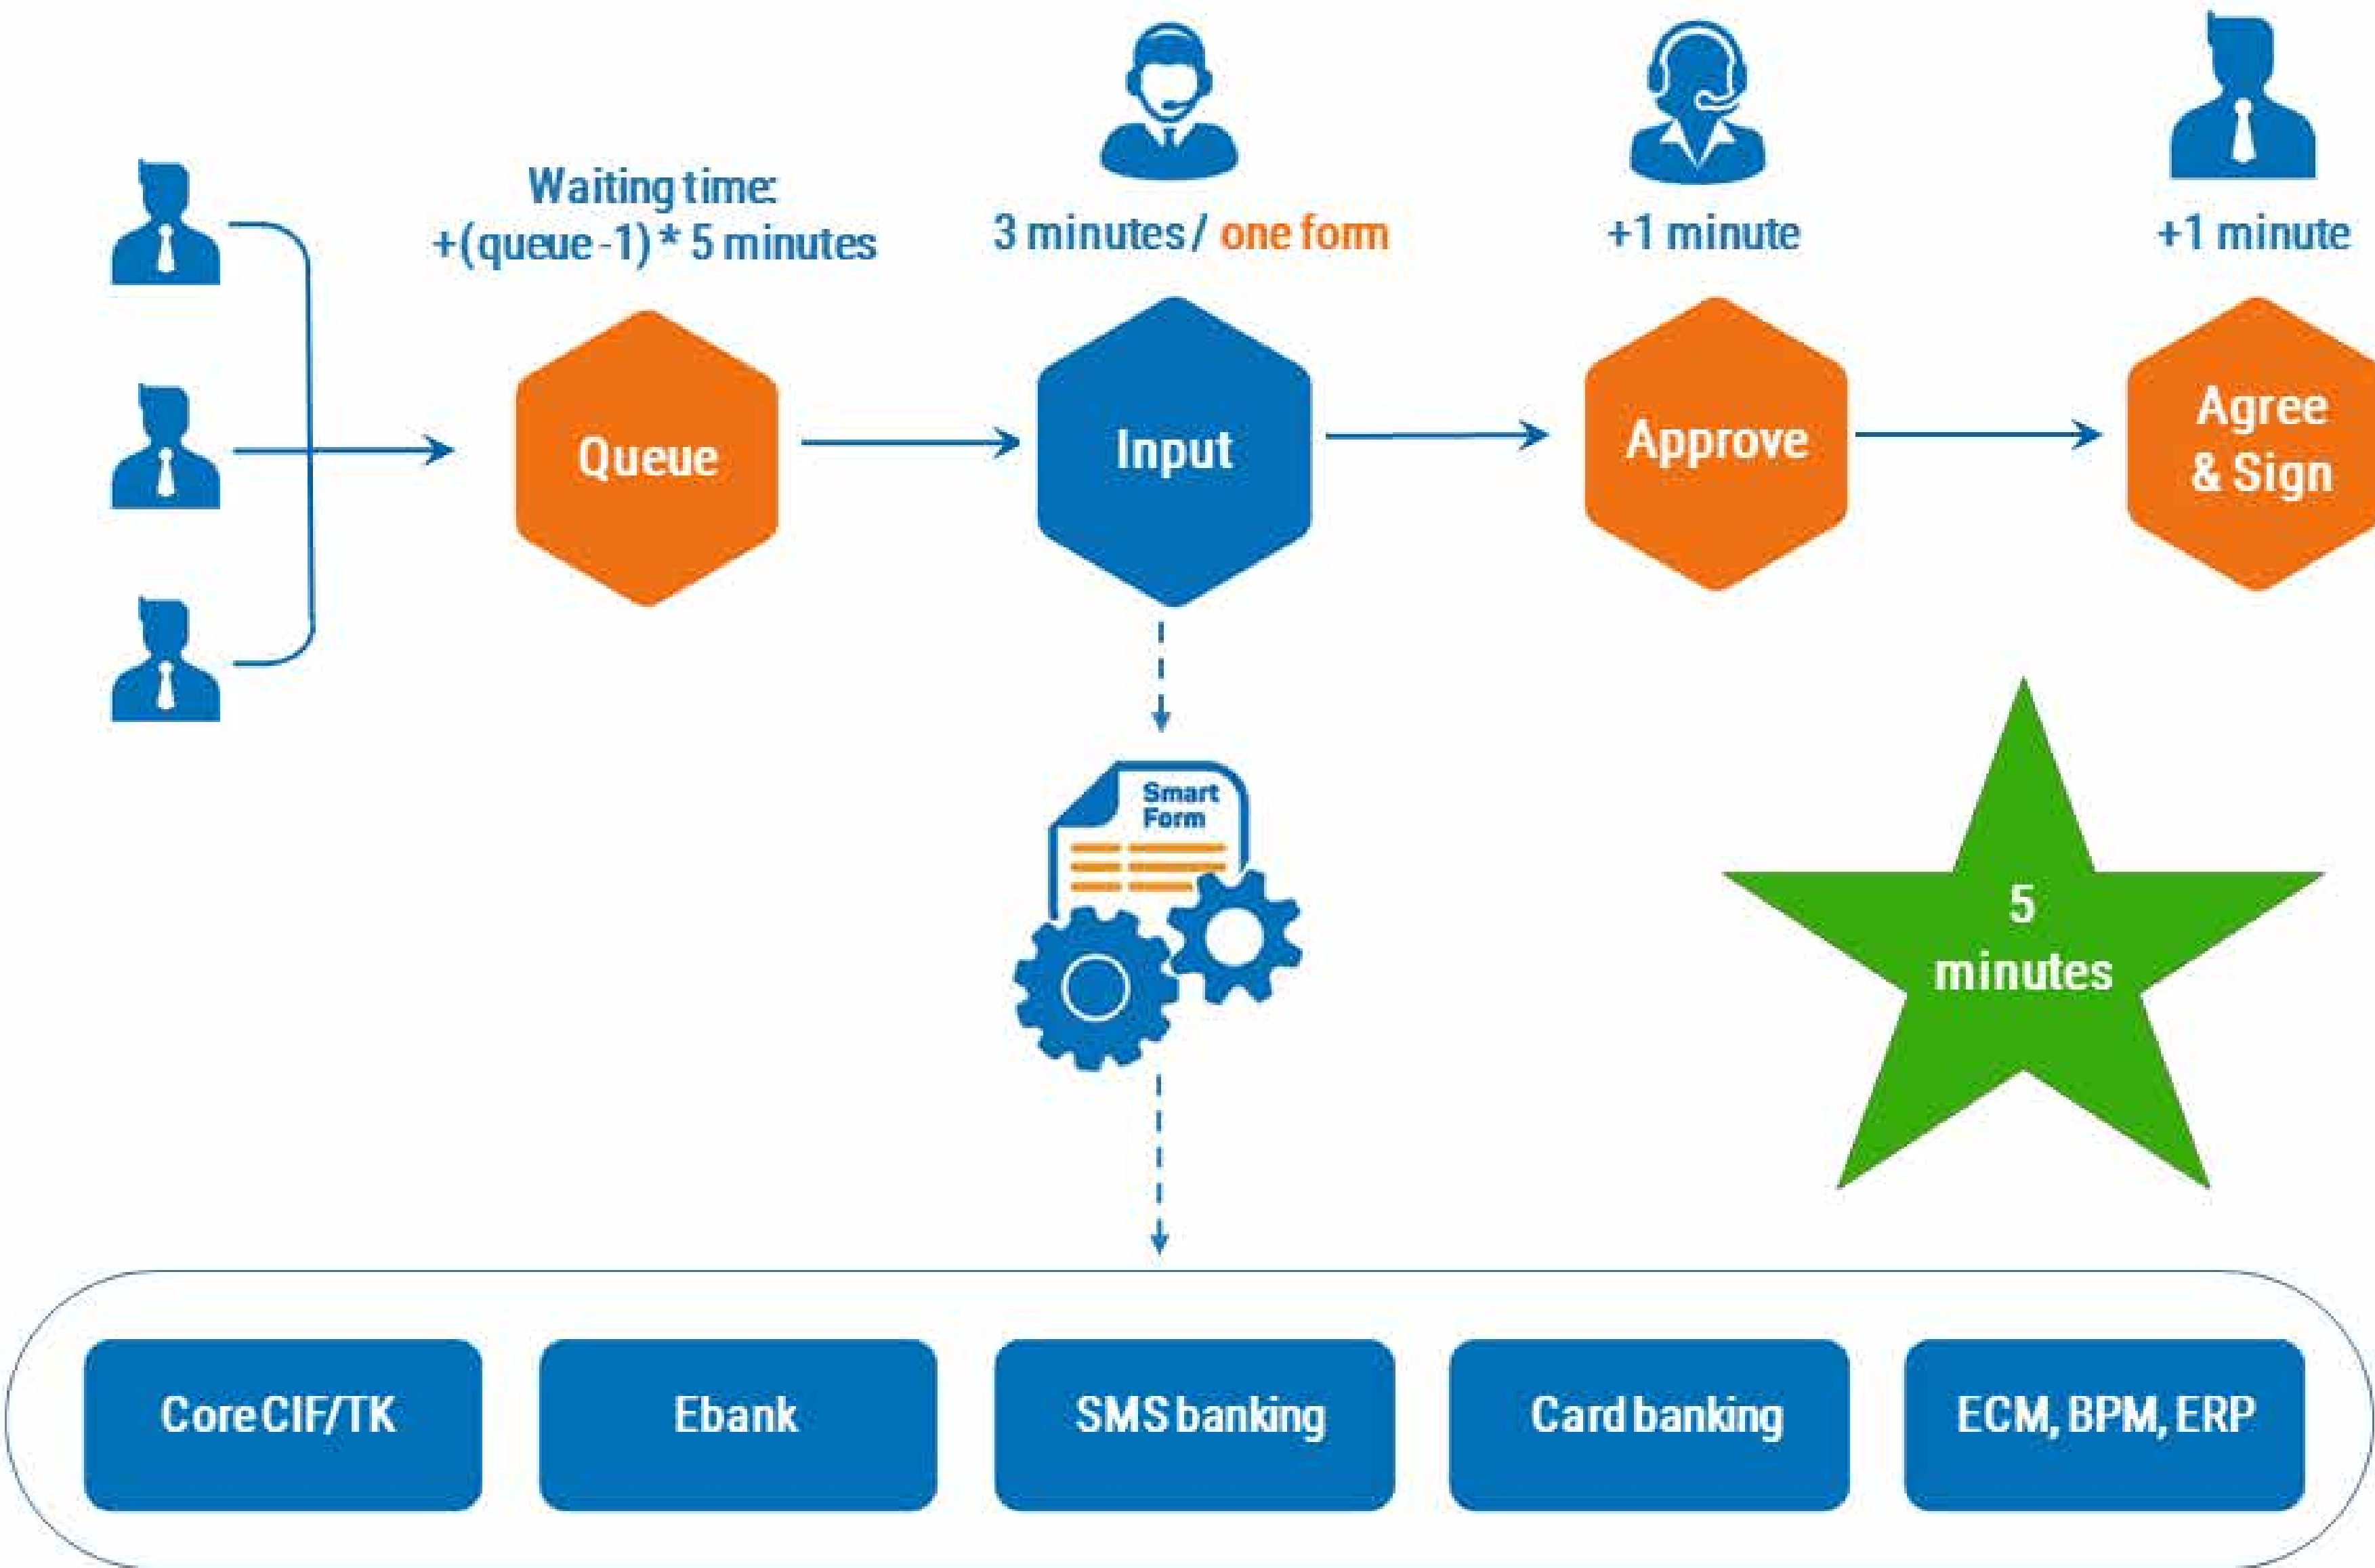 Waiting time:
+(queue -1) * 5 minutes
3 minutes / one form
+1 minute
+1 minute
Queue
Input
Approve
Agree
& Sign
Smart
Form
5
minutes
Core CIF/TK
Ebank
SMS banking
Card banking
ECM, BPM, ERP